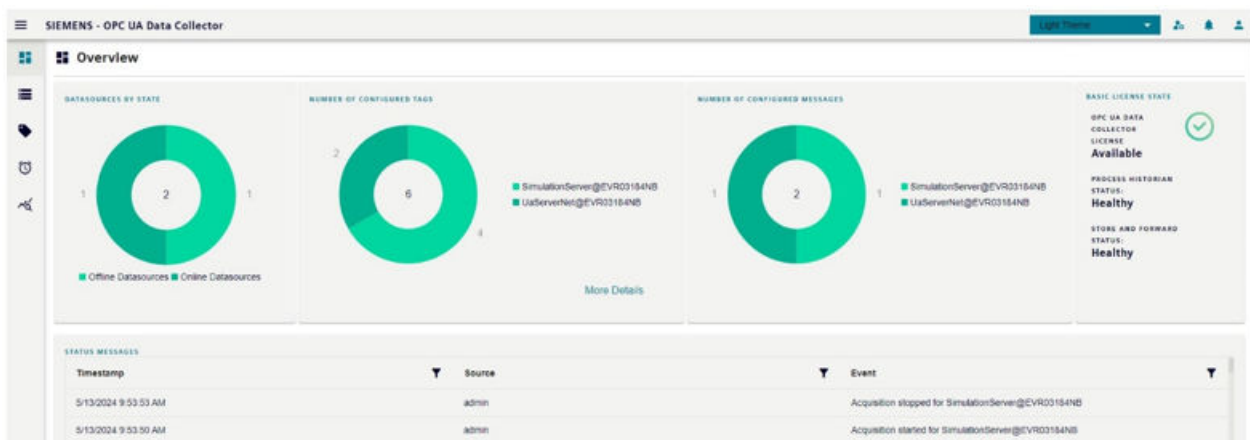 SIEMENS - OPC UA Data Collector
Light Theme
Overview
DATASOURCES BY STATE
1
2
1
Offline Datasources Online Datasources
NUMBER OF CONFIGURED TAGS
2
6
4
SimulationServer@EVR03184NB
UaServerNet@EVR03184NB
More Details
NUMBER OF CONFIGURED MESSAGES
1
2
1
SimulationServer@EVR03184NB
UaServerNet@EVR03184NB
BASIC LICENSE STATE
OPC UA DATA
COLLECTOR
LICENSE
Available
PROCESS HISTORIAN
STATUS:
Healthy
STORE AND FORWARD
STATUS:
Healthy
STATUS MESSAGES
Timestamp Source Event
5/13/2024 9:53:53 AM admin Acquisition stopped for SimulationServer@EVR03184NB
5/13/2024 9:53:50 AM admin Acquisition started for SimulationServer@EVR03184NB